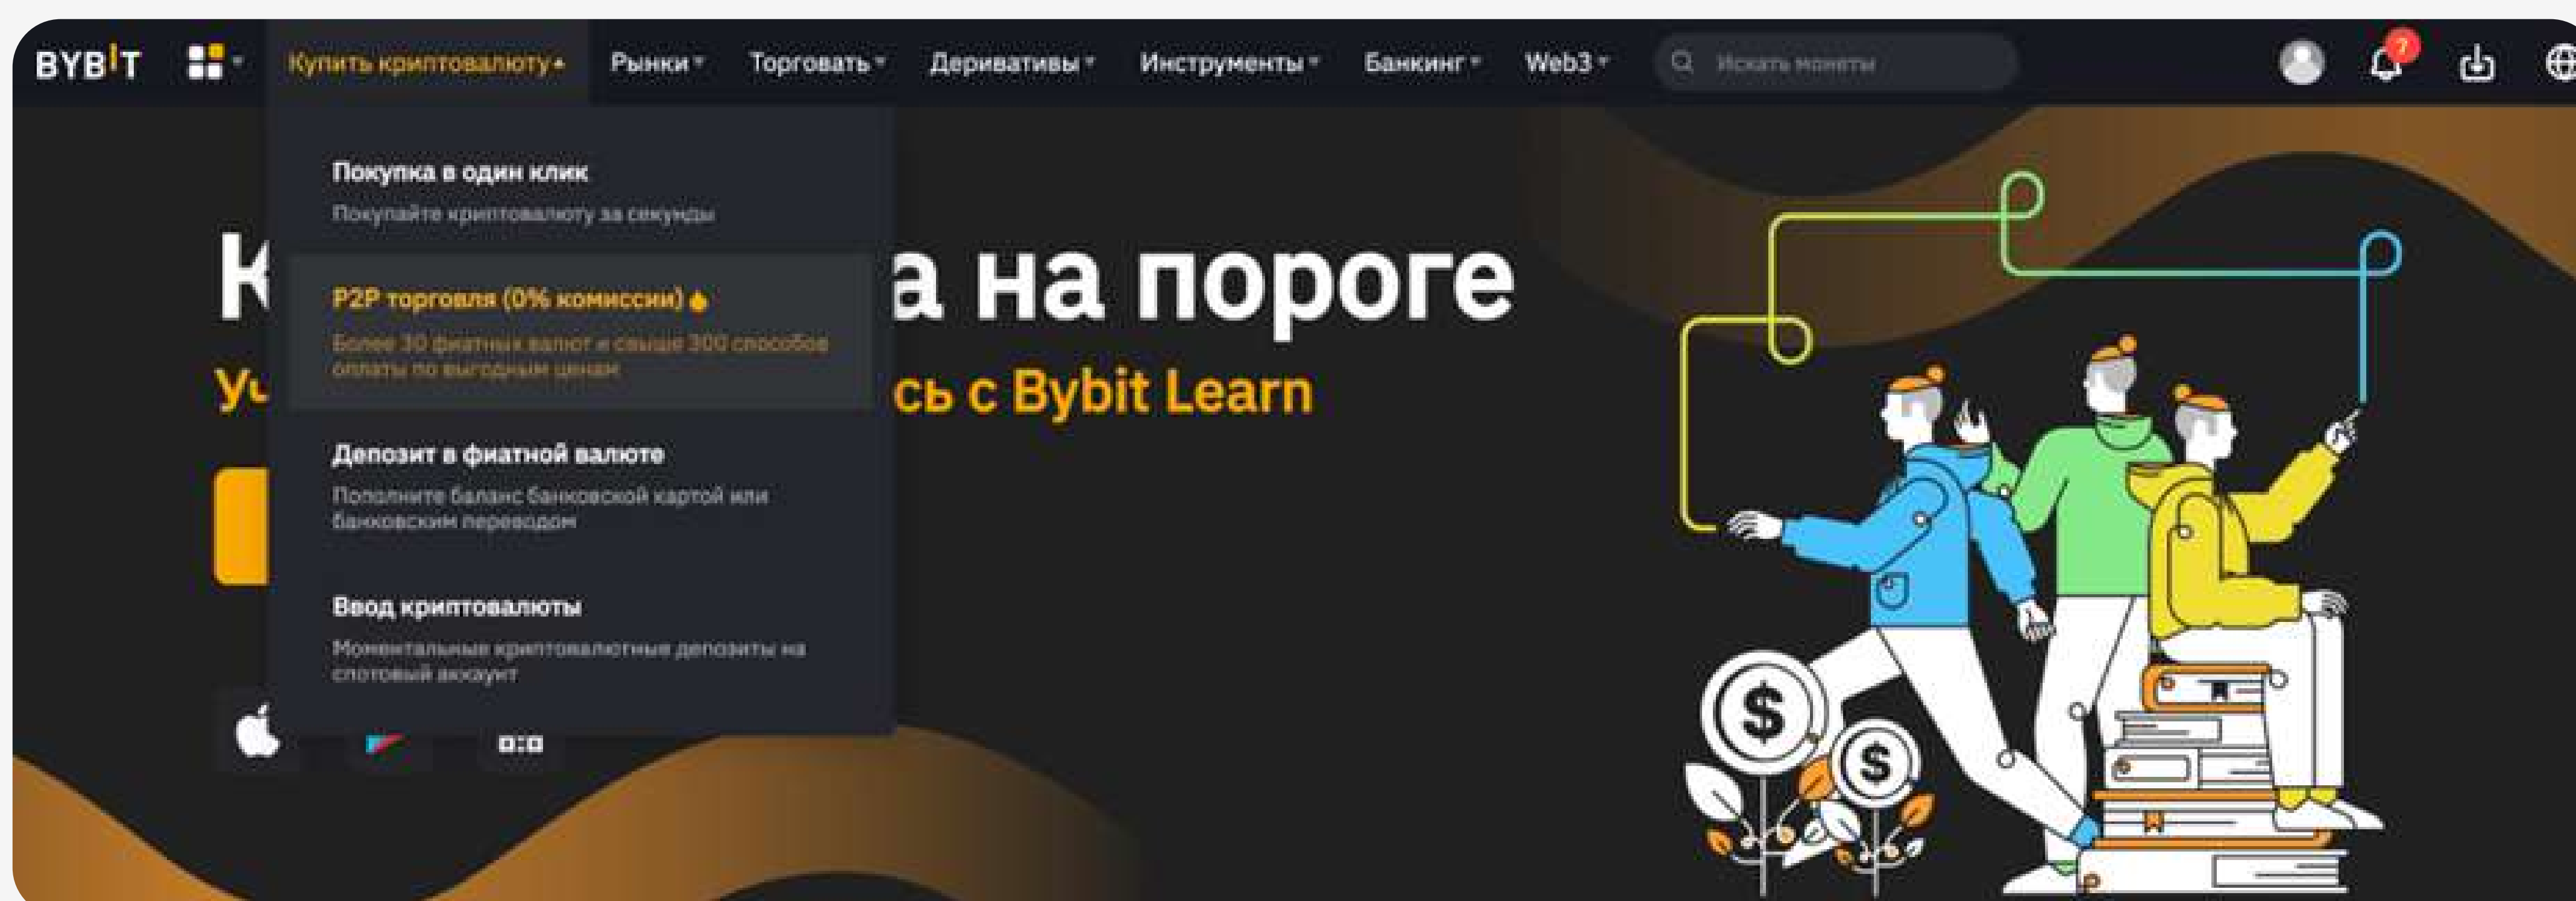 BYBIT
Купить криптовалюту
Рынки
Торговать
Деривативы
Инструменты
Банкинг
Web3
Искать монеты
7
Покупка в один клик
Покупайте криптовалюту за секунды
P2P торговля (0% комиссии)
Более 30 фиатных валют и свыше 300 способов
оплаты по выгодным ценам
Депозит в фиатной валюте
Пополните баланс банковской картой или
банковским переводом
Ввод криптовалюты
Моментальные криптовалютные депозиты на
спотовый аккаунт
а на пороге
сь с Bybit Learn
$
$